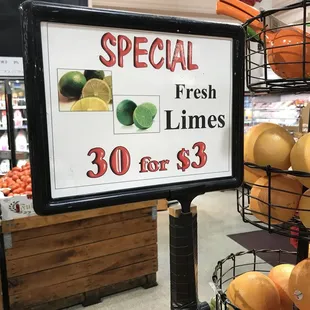 SPECIAL
Fresh
Limes
30 for $3